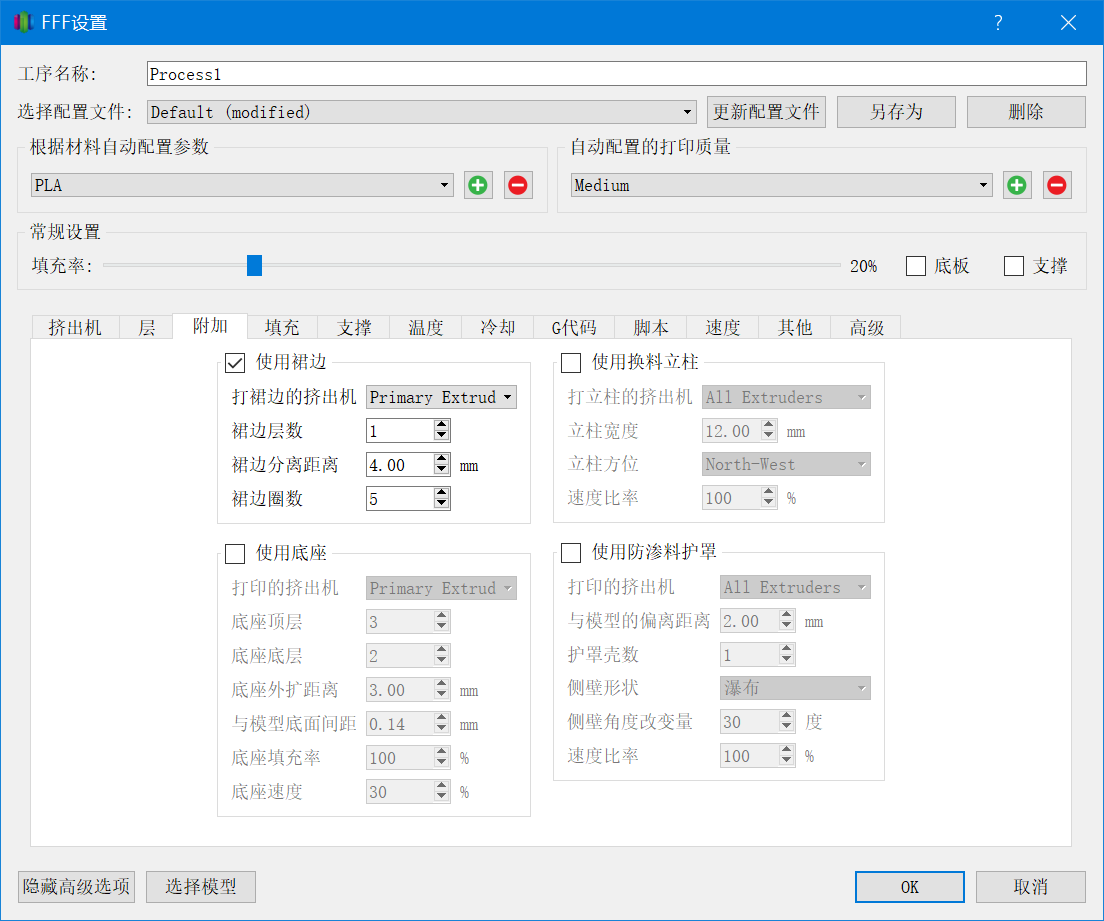 FFF设置
工序名称: Process1
选择配置文件: Default (modified) 更新配置文件 另存为 删除
根据材料自动配置参数 自动配置的打印质量
PLA Medium
常规设置
填充率: 20% 底板 支撑
挤出机 层 附加 填充 支撑 温度 冷却 G代码 脚本 速度 其他 高级
使用裙边
打裙边的挤出机 Primary Extrud
裙边层数 1
裙边分离距离 4.00 mm
裙边圈数 5
使用换料立柱
打立柱的挤出机 All Extruders
立柱宽度 12.00 mm
立柱方位 North-West
速度比率 100 %
使用底座
打印的挤出机 Primary Extrud
底座顶层 3
底座底层 2
底座外扩距离 3.00 mm
与模型底面间距 0.14 mm
底座填充率 100 %
底座速度 30 %
使用防渗料护罩
打印的挤出机 All Extruders
与模型的偏离距离 2.00 mm
护罩壳数 1
侧壁形状 瀑布
侧壁角度改变量 30 度
速度比率 100 %
隐藏高级选项 选择模型 OK 取消